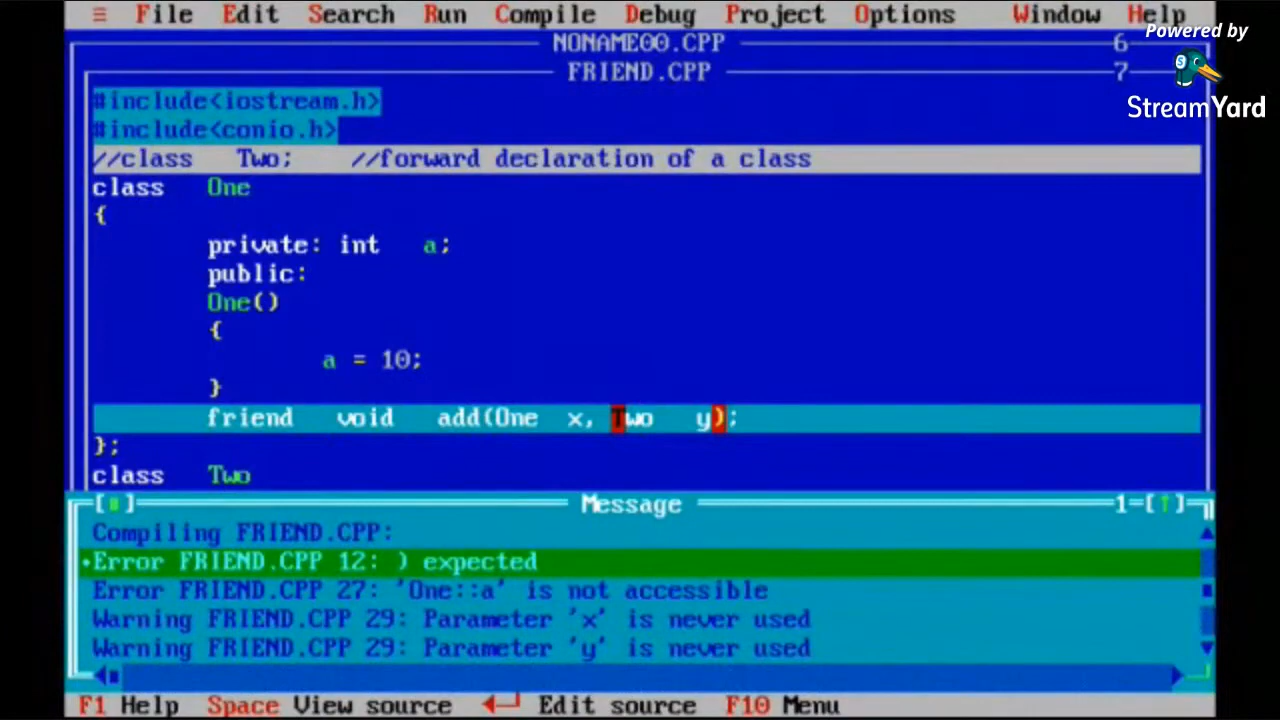 ≡ File Edit Search Run Compile Debug Project Options Window Help
Powered by
StreamYard
NONAME00.CPP 6
FRIEND.CPP 7
#include<iostream.h>
#include<conio.h>
//class Two; //forward declaration of a class
class One
{
private: int a;
public:
One()
{
a = 10;
}
friend void add(One x, Two y);
};
class Two
Message 1=[↑]
Compiling FRIEND.CPP:
•Error FRIEND.CPP 12: ) expected
Error FRIEND.CPP 27: 'One::a' is not accessible
Warning FRIEND.CPP 29: Parameter 'x' is never used
Warning FRIEND.CPP 29: Parameter 'y' is never used
F1 Help Space View source ←┘ Edit source F10 Menu